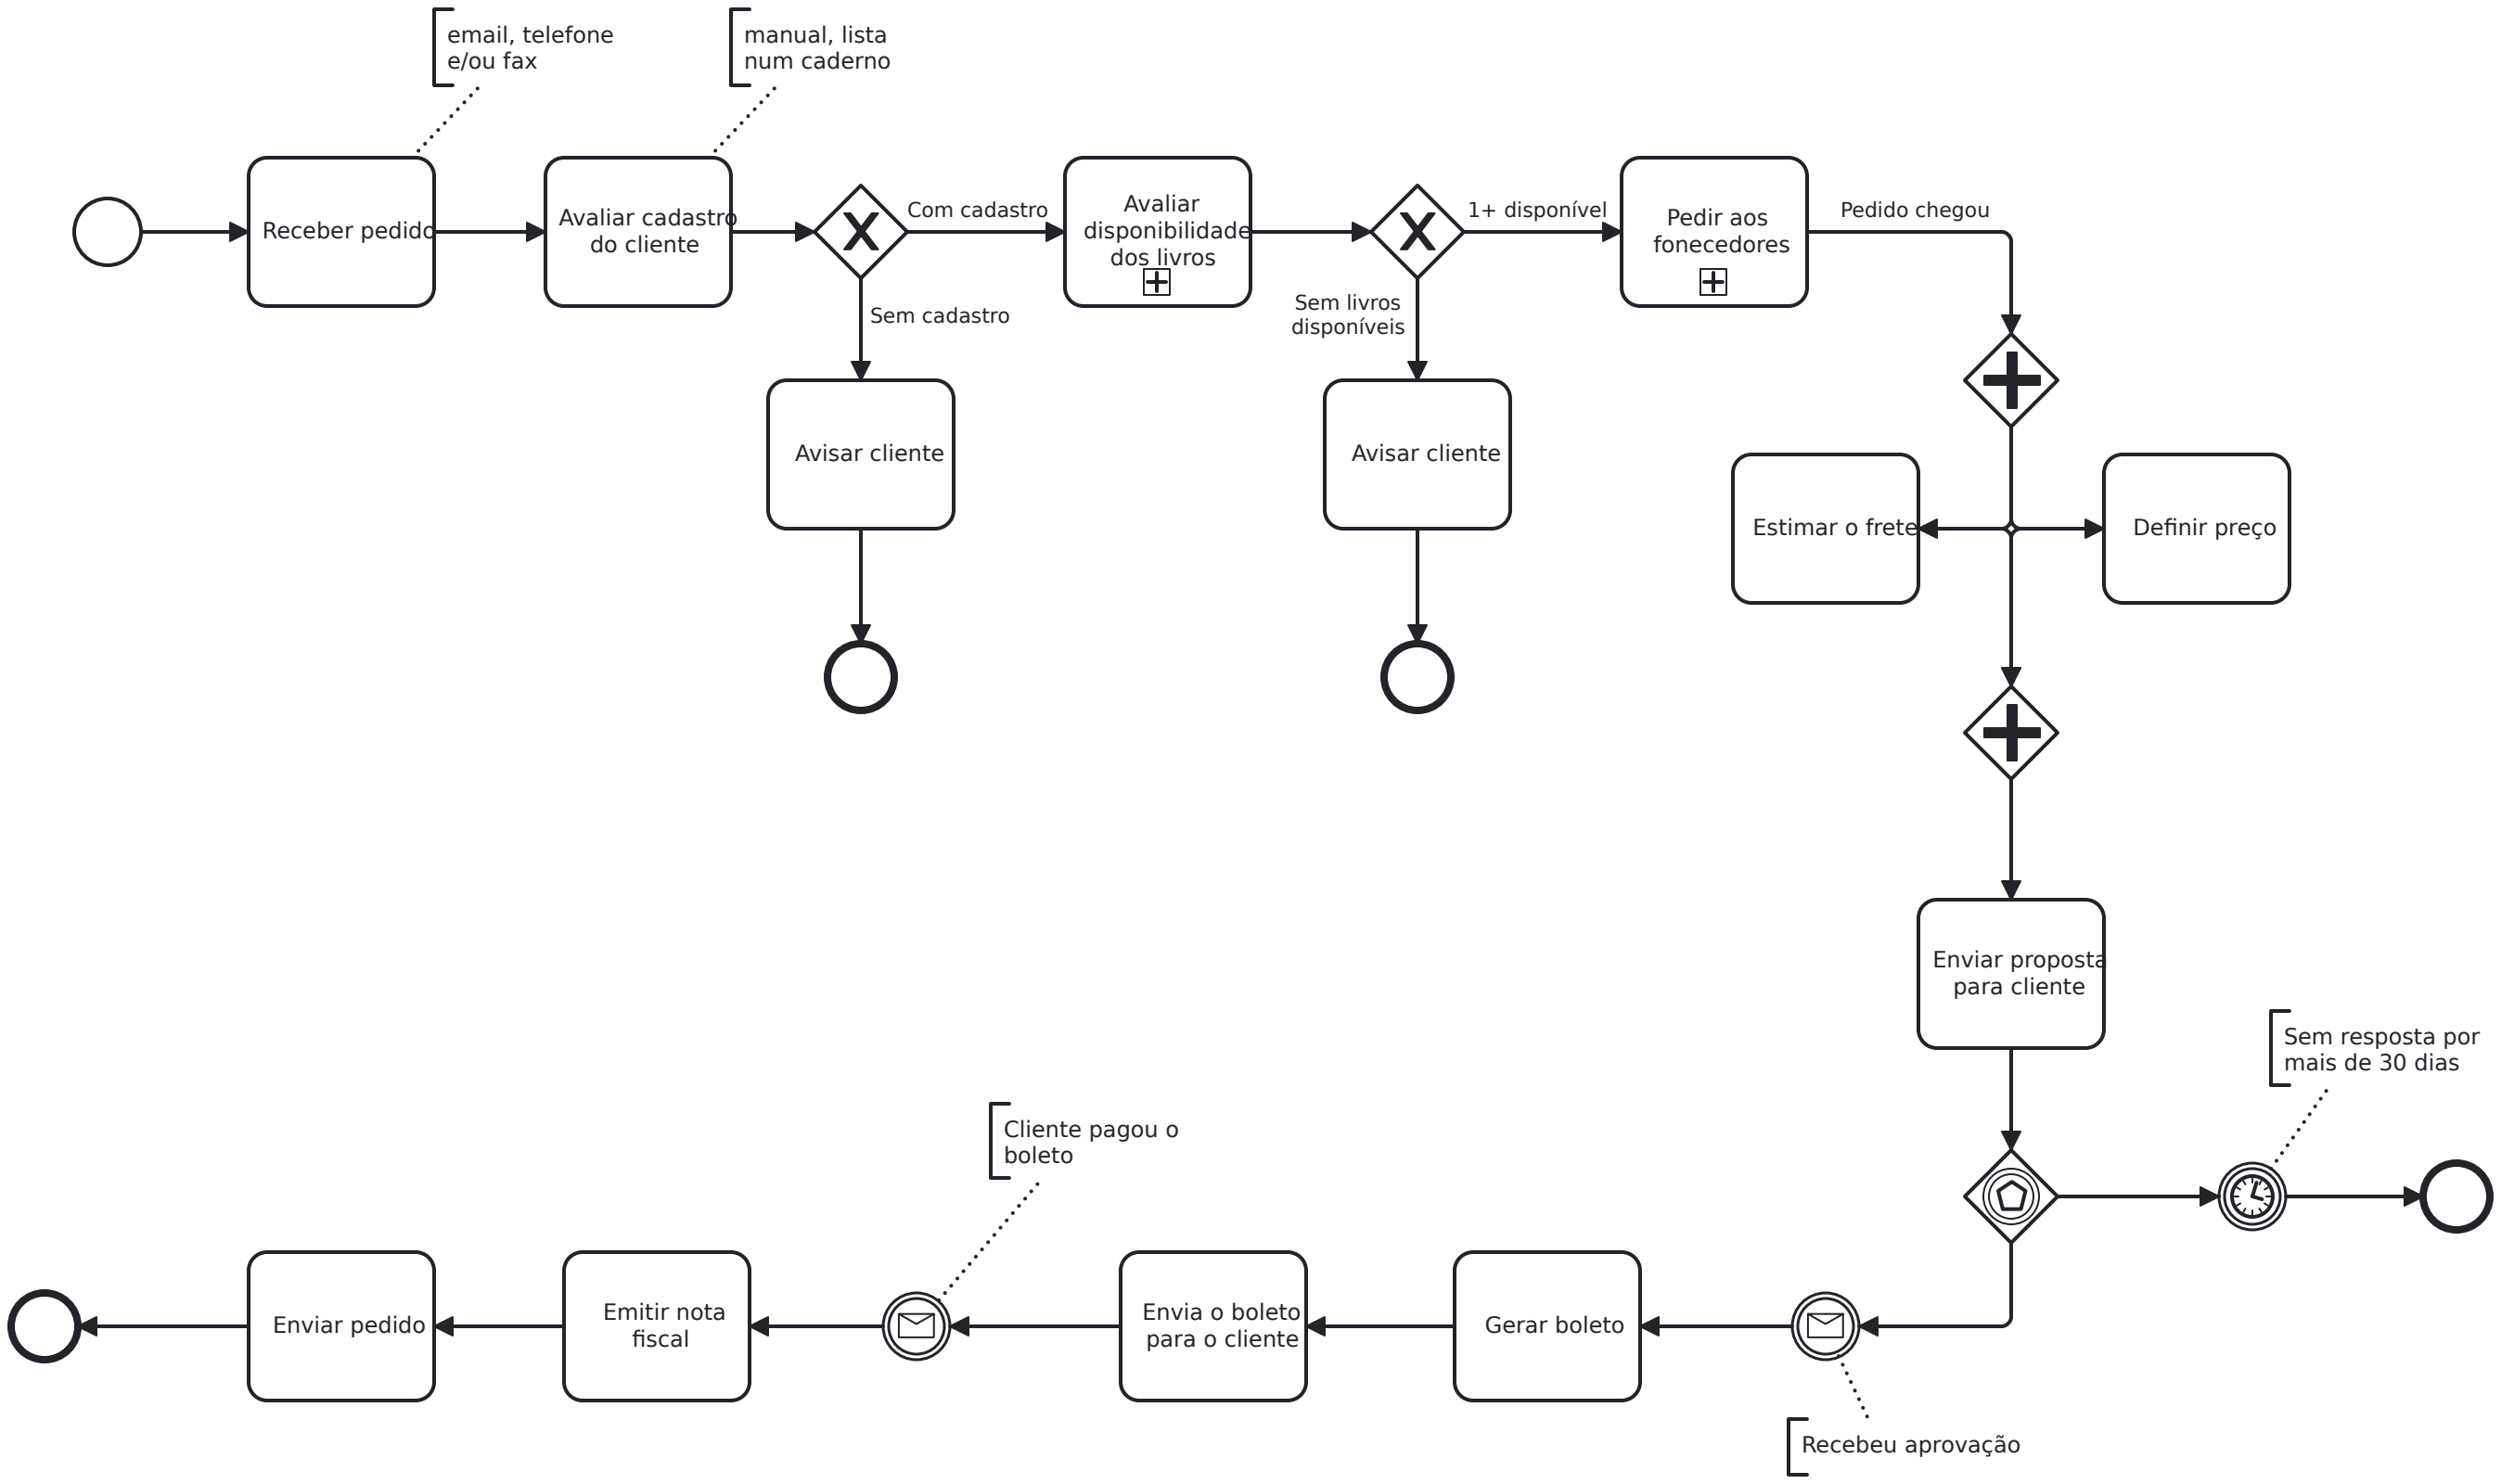 email, telefone
e/ou fax
manual, lista
num caderno
Receber pedido
Avaliar cadastro
do cliente
Com cadastro
Sem cadastro
Avaliar
disponibilidade
dos livros
1+ disponível
Sem livros
disponíveis
Pedir aos
fonecedores
Pedido chegou
Avisar cliente
Avisar cliente
Estimar o frete
Definir preço
Enviar proposta
para cliente
Sem resposta por
mais de 30 dias
Cliente pagou o
boleto
Enviar pedido
Emitir nota
fiscal
Envia o boleto
para o cliente
Gerar boleto
Recebeu aprovação